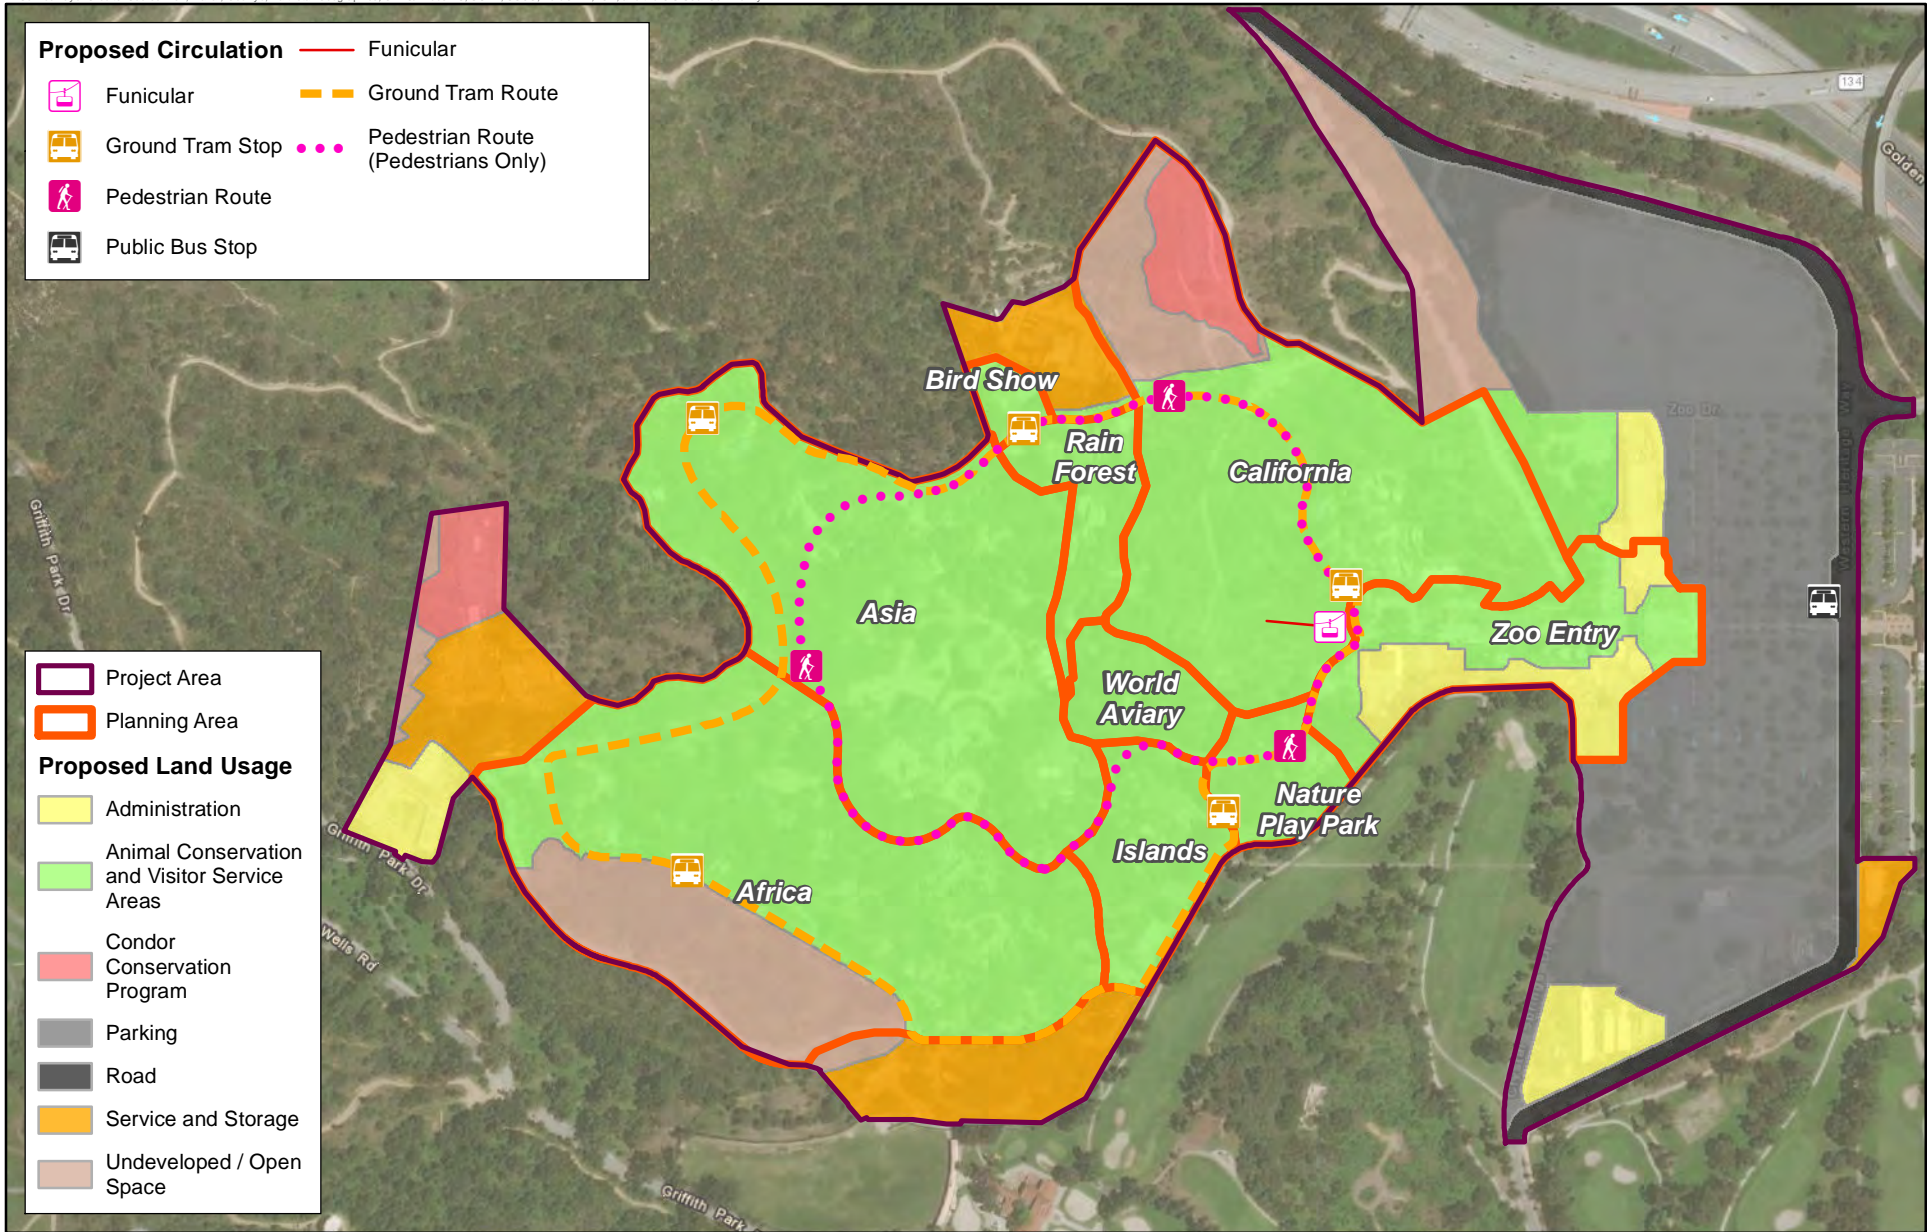 Proposed Circulation
Funicular
Ground Tram Stop
Pedestrian Route
Public Bus Stop
Funicular
Ground Tram Route
Pedestrian Route
(Pedestrians Only)
134
Golden
Zoo Dr
Bird Show
Rain
Forest
California
Asia
Zoo Entry
World
Aviary
Nature
Play Park
Islands
Africa
Griffith Park Dr
Griffith Park Dr
Wells Rd
Griffith Park
Project Area
Planning Area
Proposed Land Usage
Administration
Animal Conservation
and Visitor Service
Areas
Condor
Conservation
Program
Parking
Road
Service and Storage
Undeveloped / Open
Space